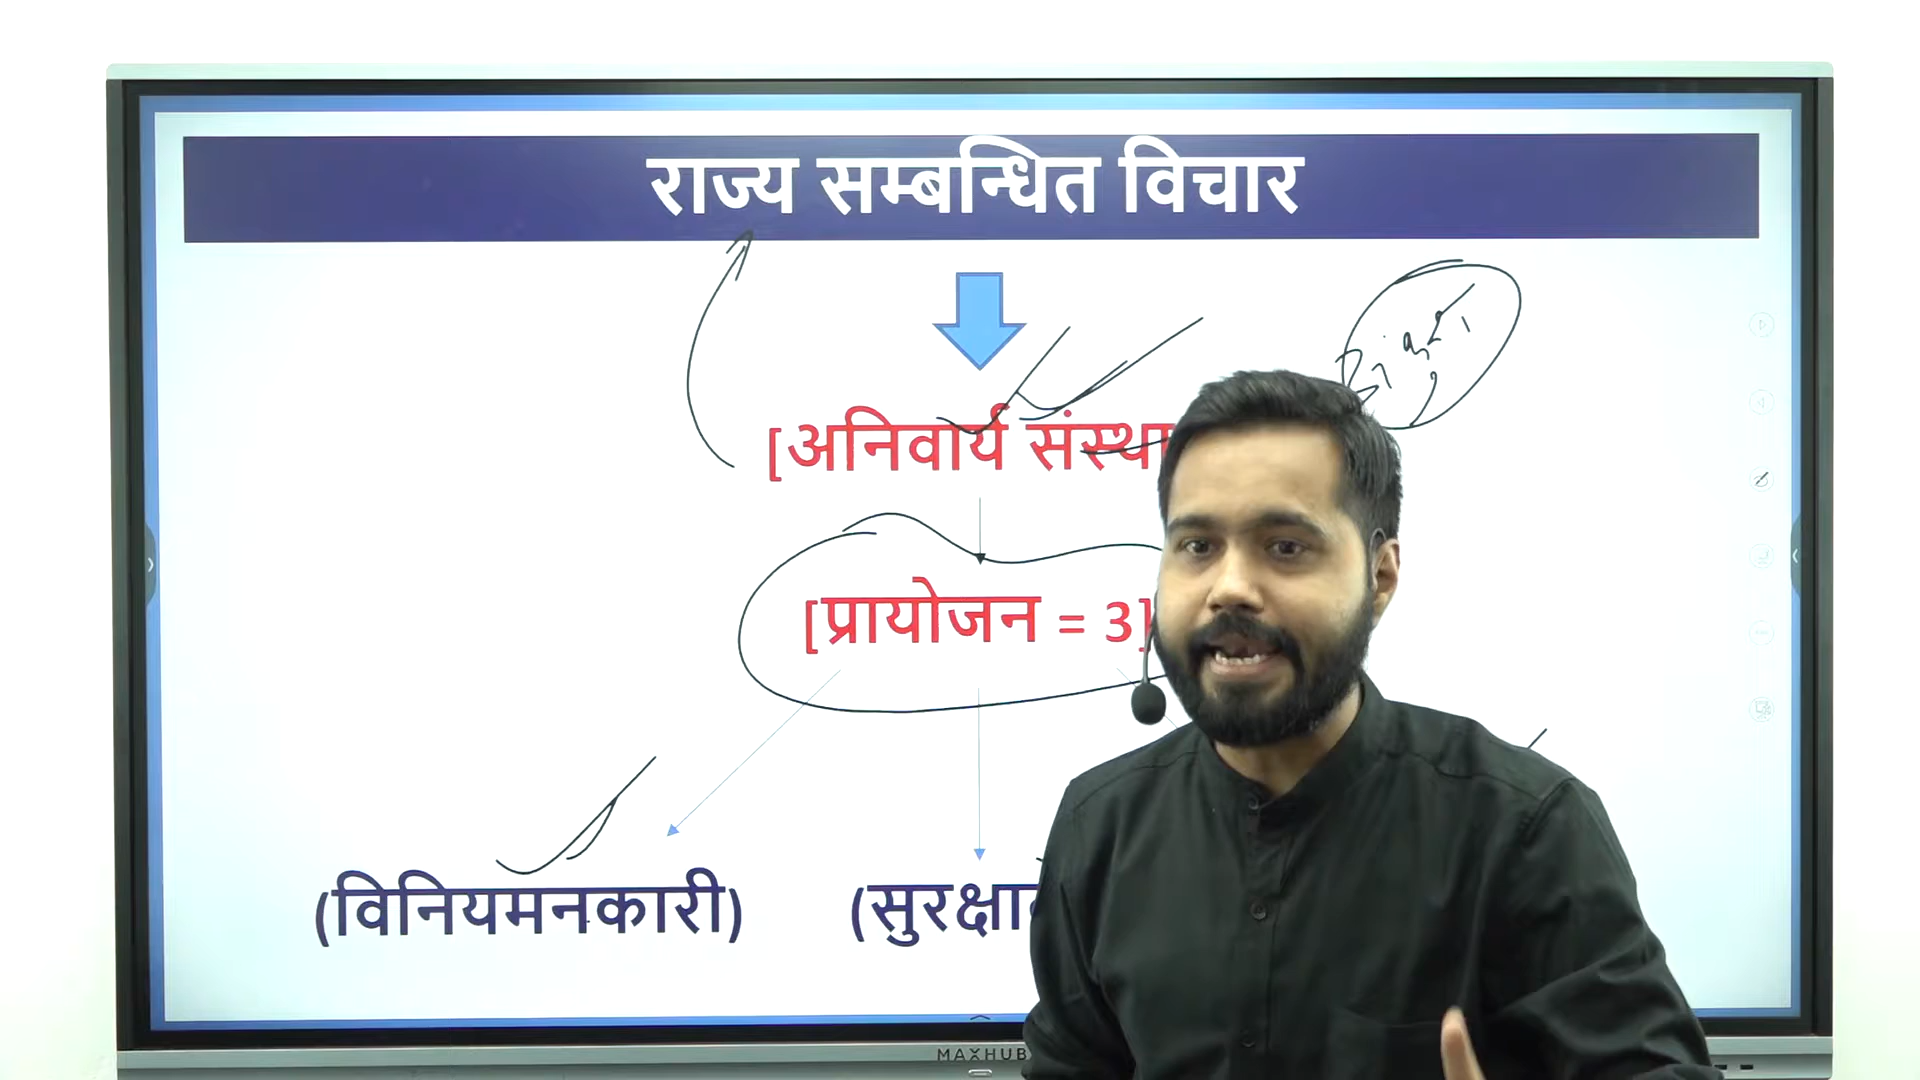 राज्य सम्बन्धित विचार
[अनिवार्य संस्था
[प्रायोजन = 3]
(विनियमनकारी)
(सुरक्षा
MAXHUB